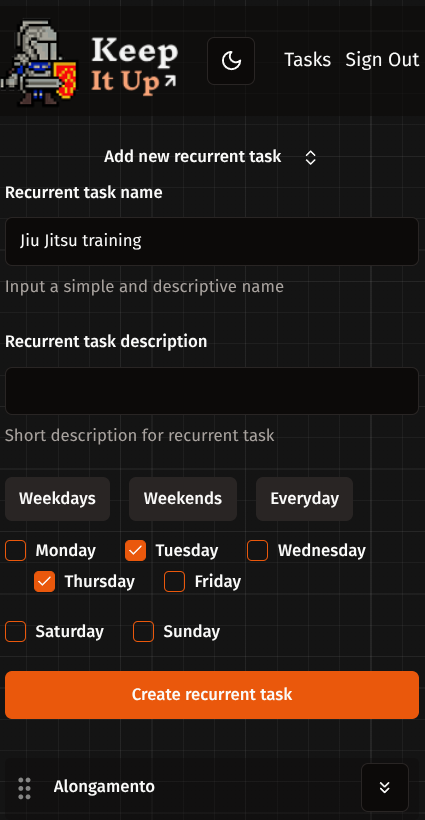 Keep
It Up
Tasks Sign Out
Add new recurrent task
Recurrent task name
Jiu Jitsu training
Input a simple and descriptive name
Recurrent task description
Short description for recurrent task
Weekdays Weekends Everyday
Monday Tuesday Wednesday
Thursday Friday
Saturday Sunday
Create recurrent task
Alongamento